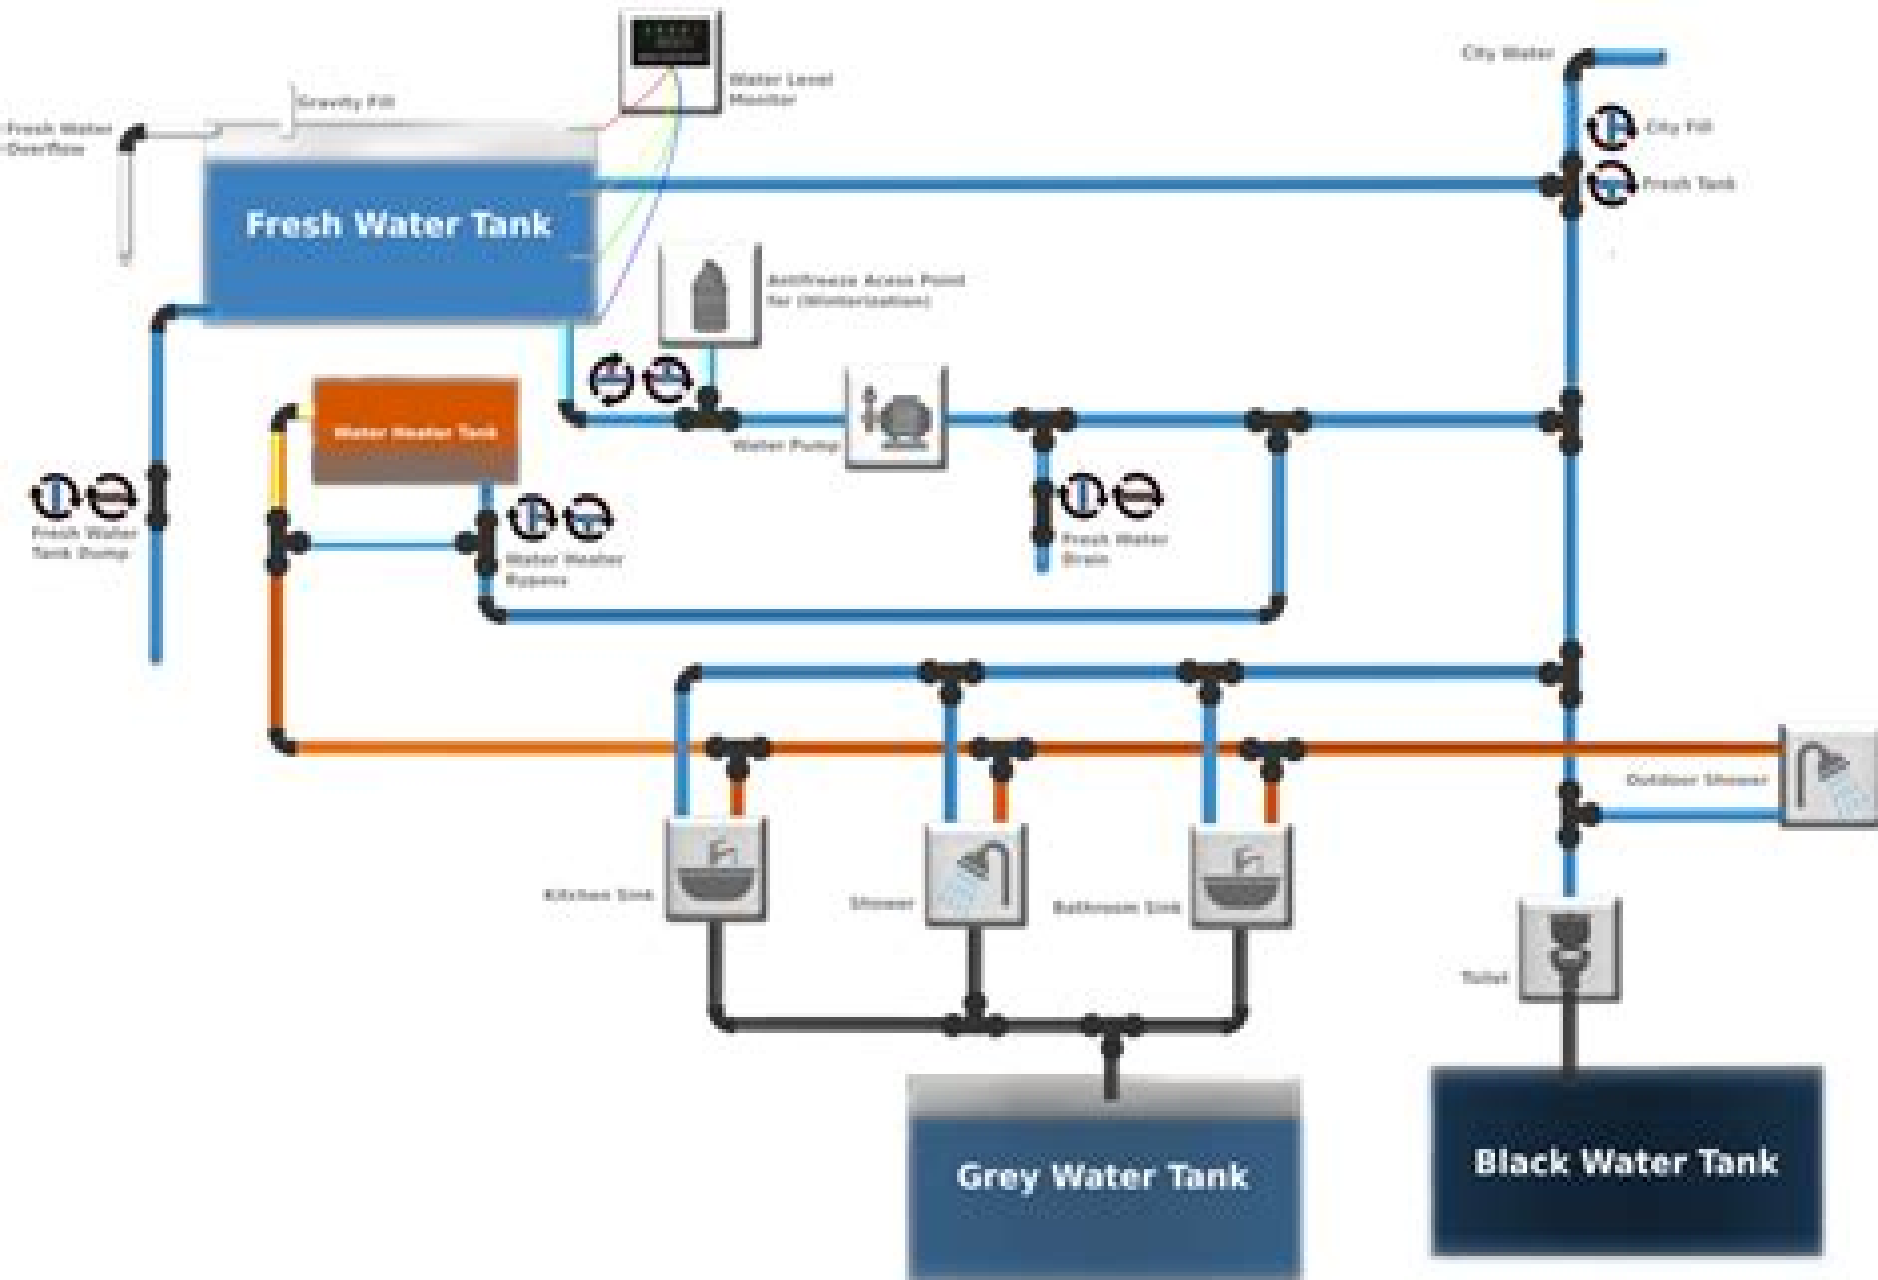 City Water
Water Level
Monitor
Gravity Fill
Fresh Water
Overflow
City Fill
Fresh Tank
Fresh Water Tank
Antifreeze Acess Point
for (Winterization)
Water Heater Tank
Water Pump
Fresh Water
Tank Dump
Fresh Water
Drain
Water Heater
Bypass
Outdoor Shower
Kitchen Sink
Shower
Bathroom Sink
Toilet
Black Water Tank
Grey Water Tank